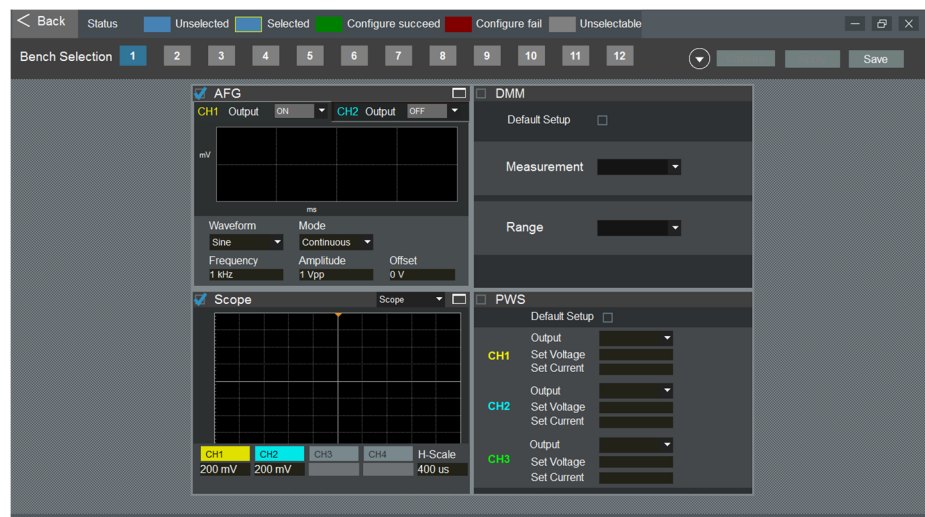 < Back Status Unselected Selected Configure succeed Configure fail Unselectable
Bench Selection 1 2 3 4 5 6 7 8 9 10 11 12 Save
AFG
CH1 Output ON CH2 Output OFF
mV
ms
Waveform Mode
Sine Continuous
Frequency Amplitude Offset
1 kHz 1 Vpp 0 V
DMM
Default Setup
Measurement
Range
Scope Scope
CH1 CH2 CH3 CH4 H-Scale
200 mV 200 mV 400 us
PWS
Default Setup
Output
CH1 Set Voltage
Set Current
Output
CH2 Set Voltage
Set Current
Output
CH3 Set Voltage
Set Current